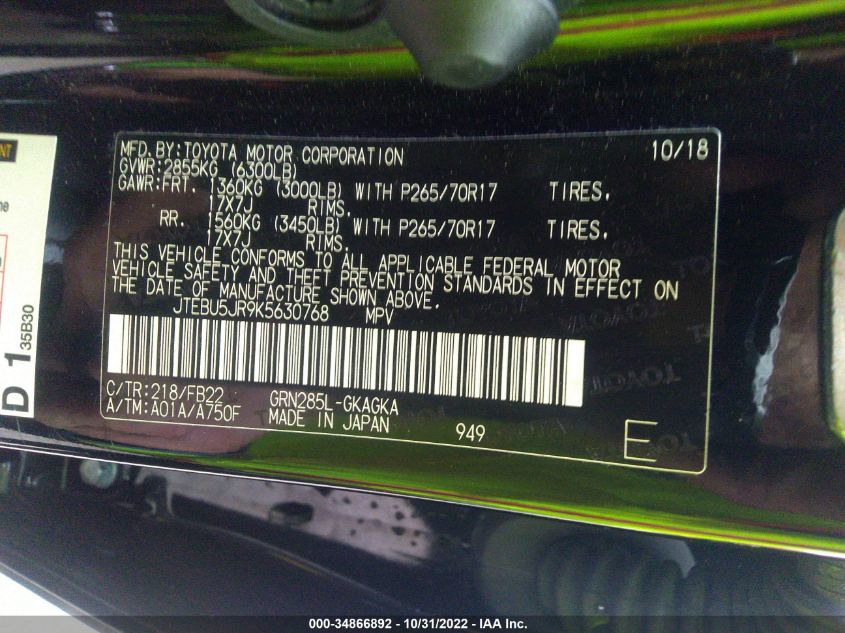 MFD. BY: TOYOTA MOTOR CORPORATION 10/18
GVWR: 2855KG (6300LB)
GAWR: FRT. 1360KG (3000LB) WITH P265/70R17 TIRES.
17X7J RTIMS.
RR. 1560KG (3450LB) WITH P265/70R17 TIRES.
17X7J RTIMS.
THIS VEHICLE CONFORMS TO ALL APPLICABLE FEDERAL MOTOR
VEHICLE SAFETY AND THEFT PREVENTION STANDARDS IN EFFECT ON
THE DATE OF MANUFACTURE SHOWN ABOVE.
JTEBU5JR9K5630768 MPV
C/TR: 218/FB22 GRN285L-GKAGKA
A/TM: A01A/A750F MADE IN JAPAN 949 E
D 1 35B30
000-34866892 - 10/31/2022 - IAA Inc.